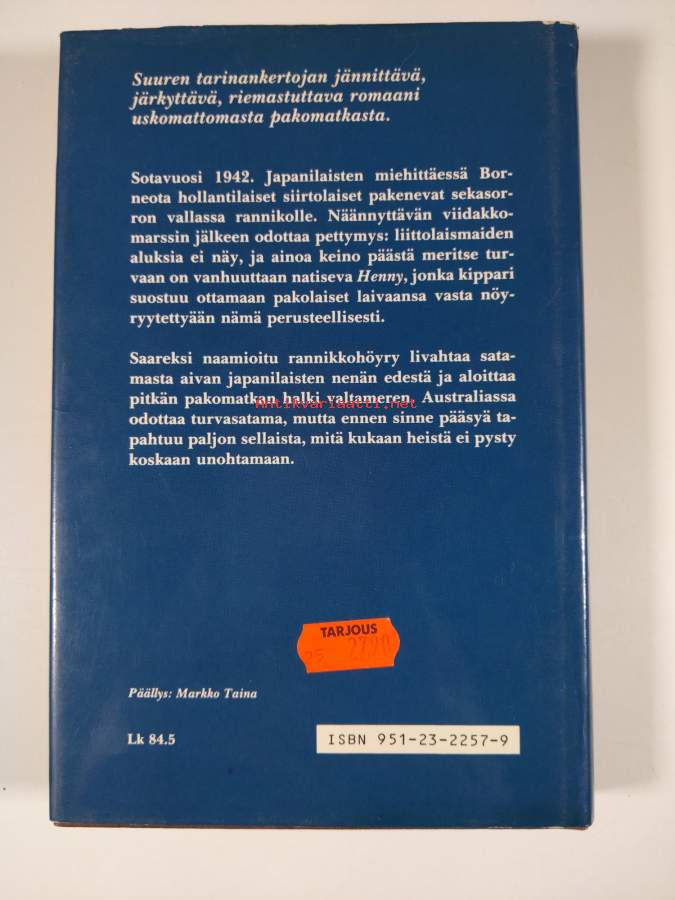 Suuren tarinankertojan jännittävä,
järkyttävä, riemastuttava romaani
uskomattomasta pakomatkasta.
Sotavuosi 1942. Japanilaisten miehittäessä Bor-
neota hollantilaiset siirtolaiset pakenevat sekasor-
ron vallassa rannikolle. Näännyttävän viidakko-
marssin jälkeen odottaa pettymys: liittolaismaiden
aluksia ei näy, ja ainoa keino päästä meritse tur-
vaan on vanhuuttaan natiseva Henny, jonka kippari
suostuu ottamaan pakolaiset laivaansa vasta nöy-
ryytettyään nämä perusteellisesti.
Saareksi naamioitu rannikkohöyry livahtaa sata-
masta aivan japanilaisten nenän edestä ja aloittaa
pitkän pakomatkan halki valtameren. Australiassa
Antikvariaatti.net
odottaa turvasatama, mutta ennen sinne pääsyä ta-
pahtuu paljon sellaista, mitä kukaan heistä ei pysty
koskaan unohtamaan.
TARJOUS
Päällys: Markko Taina
Lk 84.5
ISBN 951-23-2257-9